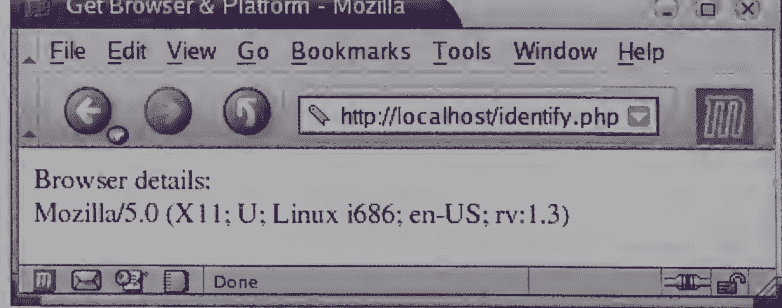 Get Browser & Platform - Mozilla
File Edit View Go Bookmarks Tools Window Help
http://localhost/identify.php
Browser details:
Mozilla/5.0 (X11; U; Linux i686; en-US; rv:1.3)
Done